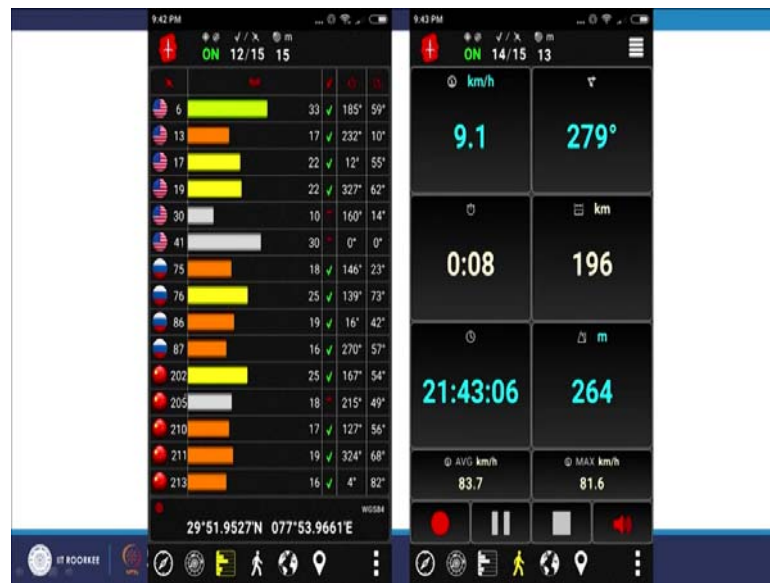 9:42 PM
m
ON 12/15 15
6 33 185° 59°
13 17 232° 10°
17 22 12° 55°
19 22 327° 62°
30 10 160° 14°
41 30 0° 0°
75 18 146° 23°
76 25 139° 73°
86 19 16° 42°
87 16 270° 57°
202 25 167° 54°
205 18 215° 49°
210 17 127° 56°
211 19 324° 68°
213 16 4° 82°
WGS84
29°51.9527'N 077°53.9661'E
9:43 PM
m
ON 14/15 13
km/h
9.1 279°
km
0:08 196
m
21:43:06 264
AVG km/h MAX km/h
83.7 81.6
IIT ROORKEE